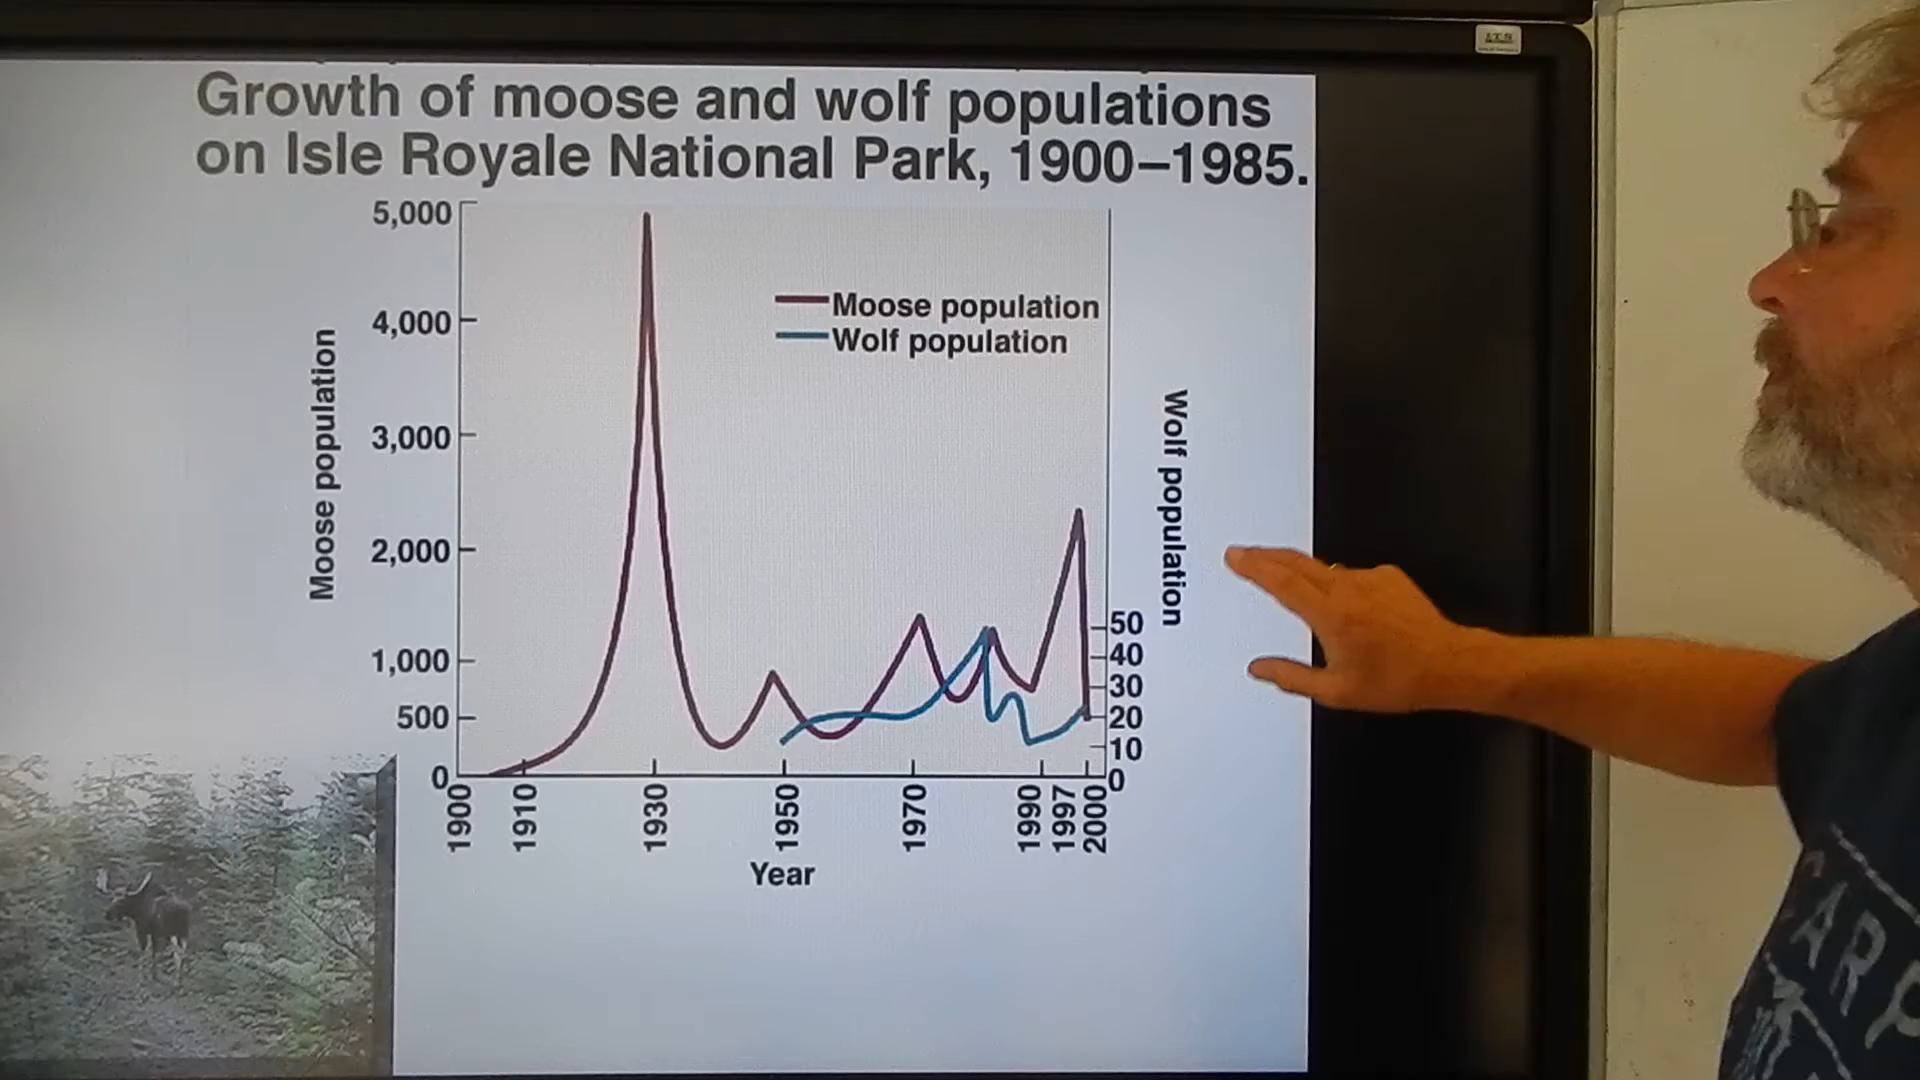 ITS
Growth of moose and wolf populations
on Isle Royale National Park, 1900–1985.
Moose population
5,000
4,000
3,000
2,000
1,000
500
0
Moose population
Wolf population
Wolf population
50
40
30
20
10
0
1900
1910
1930
1950
1970
1990
1997
2000
Year
CARP